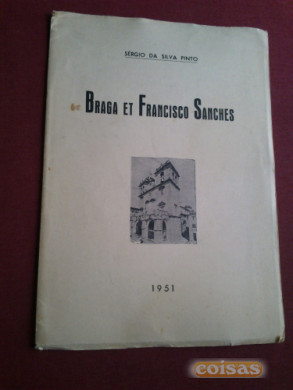 SÉRGIO DA SILVA PINTO
BRAGA ET FRANCISCO SANCHES
1951
coisas